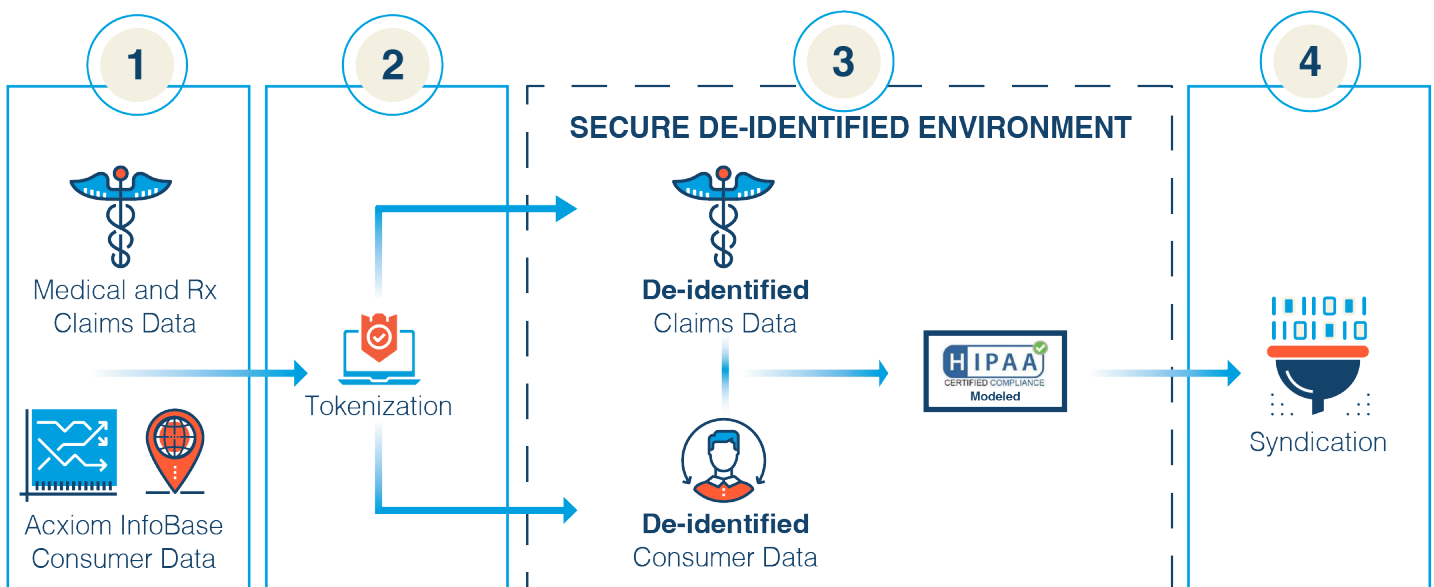 1
2
3
4
SECURE DE-IDENTIFIED ENVIRONMENT
Medical and Rx
Claims Data
Acxiom InfoBase
Consumer Data
Tokenization
De-identified
Claims Data
De-identified
Consumer Data
HIPAA
CERTIFIED COMPLIANCE
Modeled
Syndication